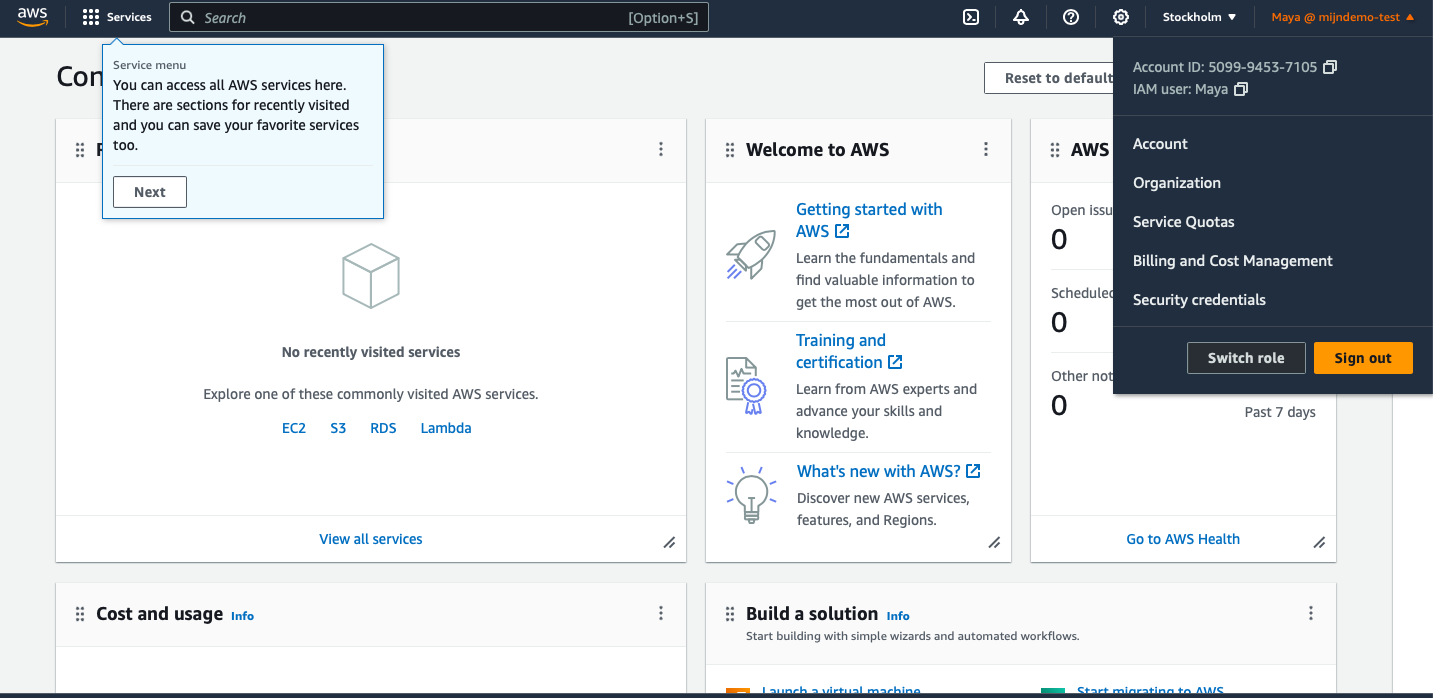 aws
Services
Search
[Option+S]
Stockholm
Maya @ mijndemo-test
Service menu
You can access all AWS services here.
There are sections for recently visited
and you can save your favorite services
too.
Next
Reset to default
Account ID: 5099-9453-7105
IAM user: Maya
Account
Organization
Service Quotas
Billing and Cost Management
Security credentials
Switch role
Sign out
No recently visited services
Explore one of these commonly visited AWS services.
EC2
S3
RDS
Lambda
View all services
Welcome to AWS
Getting started with
AWS
Learn the fundamentals and
find valuable information to
get the most out of AWS.
Training and
certification
Learn from AWS experts and
advance your skills and
knowledge.
What's new with AWS?
Discover new AWS services,
features, and Regions.
AWS
Open
0
Scheduled
0
Other
0
Past 7 days
Go to AWS Health
Cost and usage
Info
Build a solution
Info
Start building with simple wizards and automated workflows.
Launch a virtual machine
Start migrating to AWS